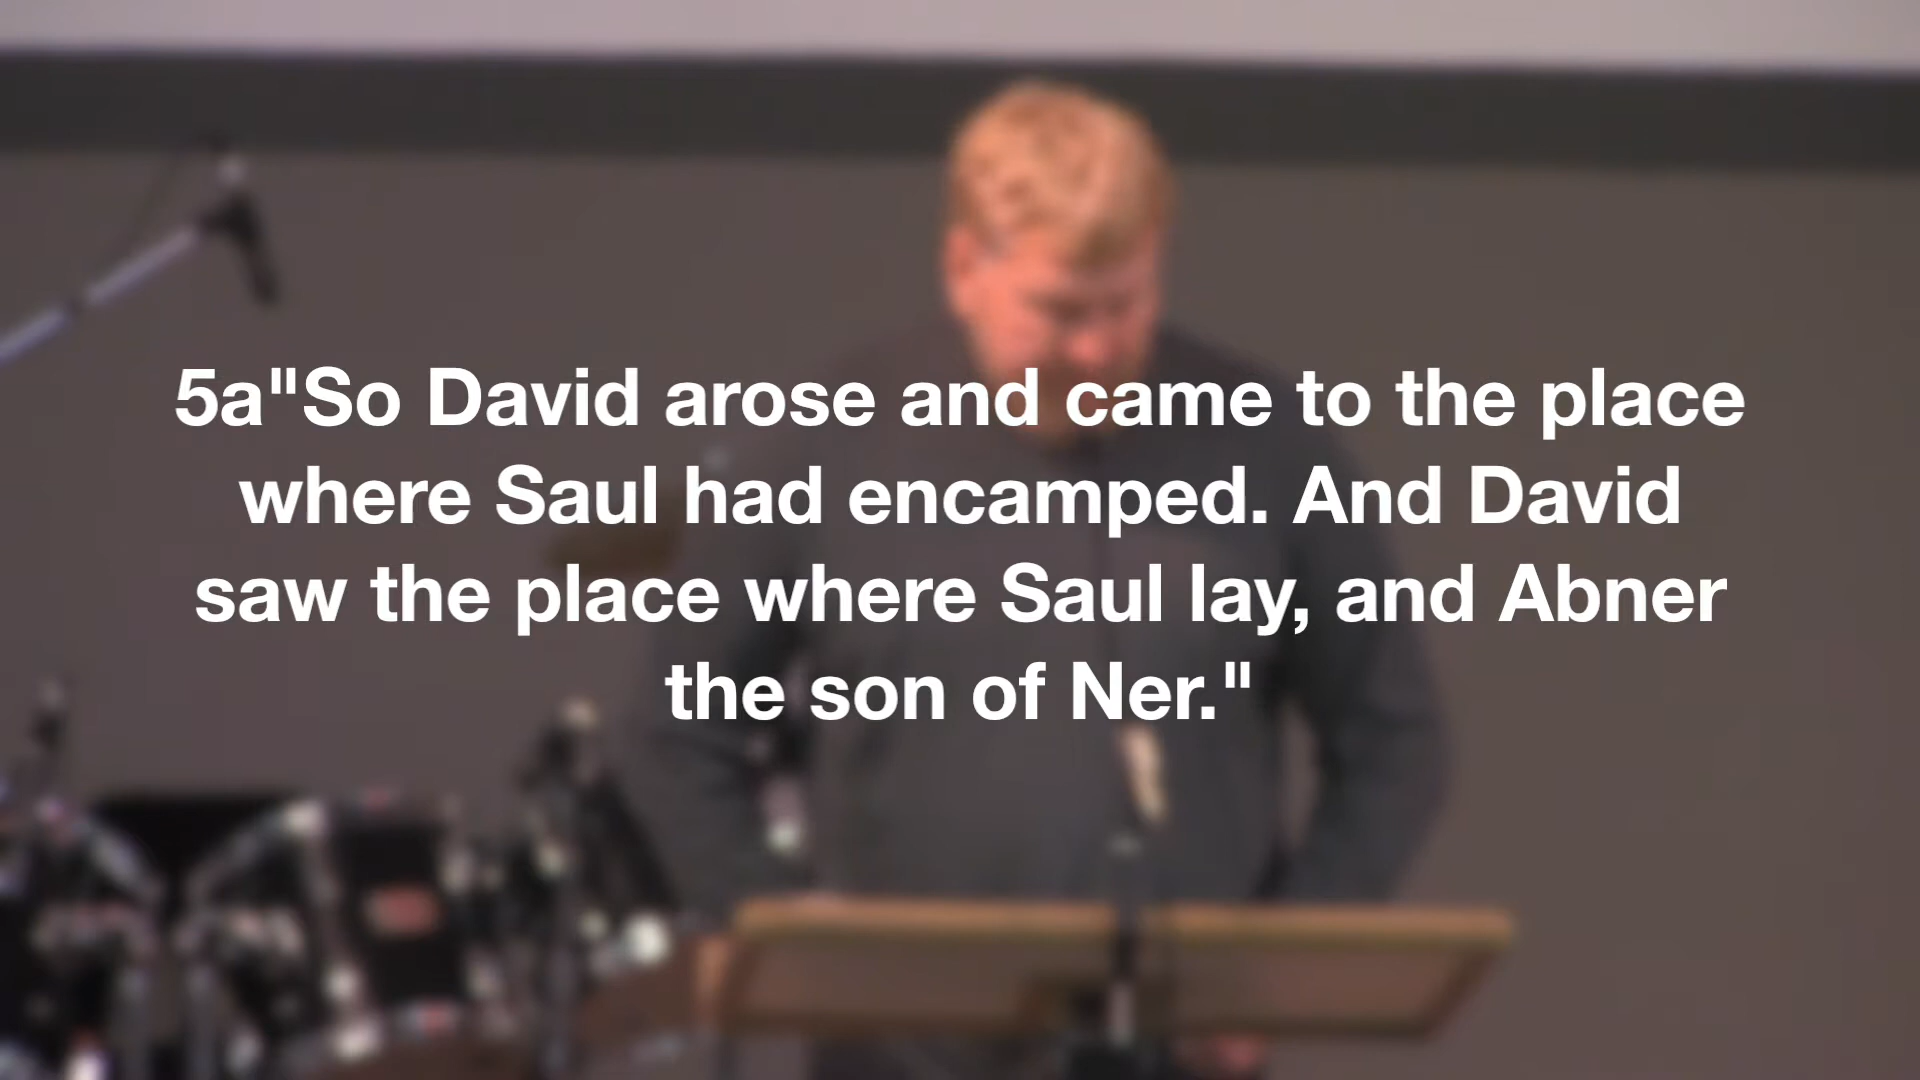 5a"So David arose and came to the place
where Saul had encamped. And David
saw the place where Saul lay, and Abner
the son of Ner."